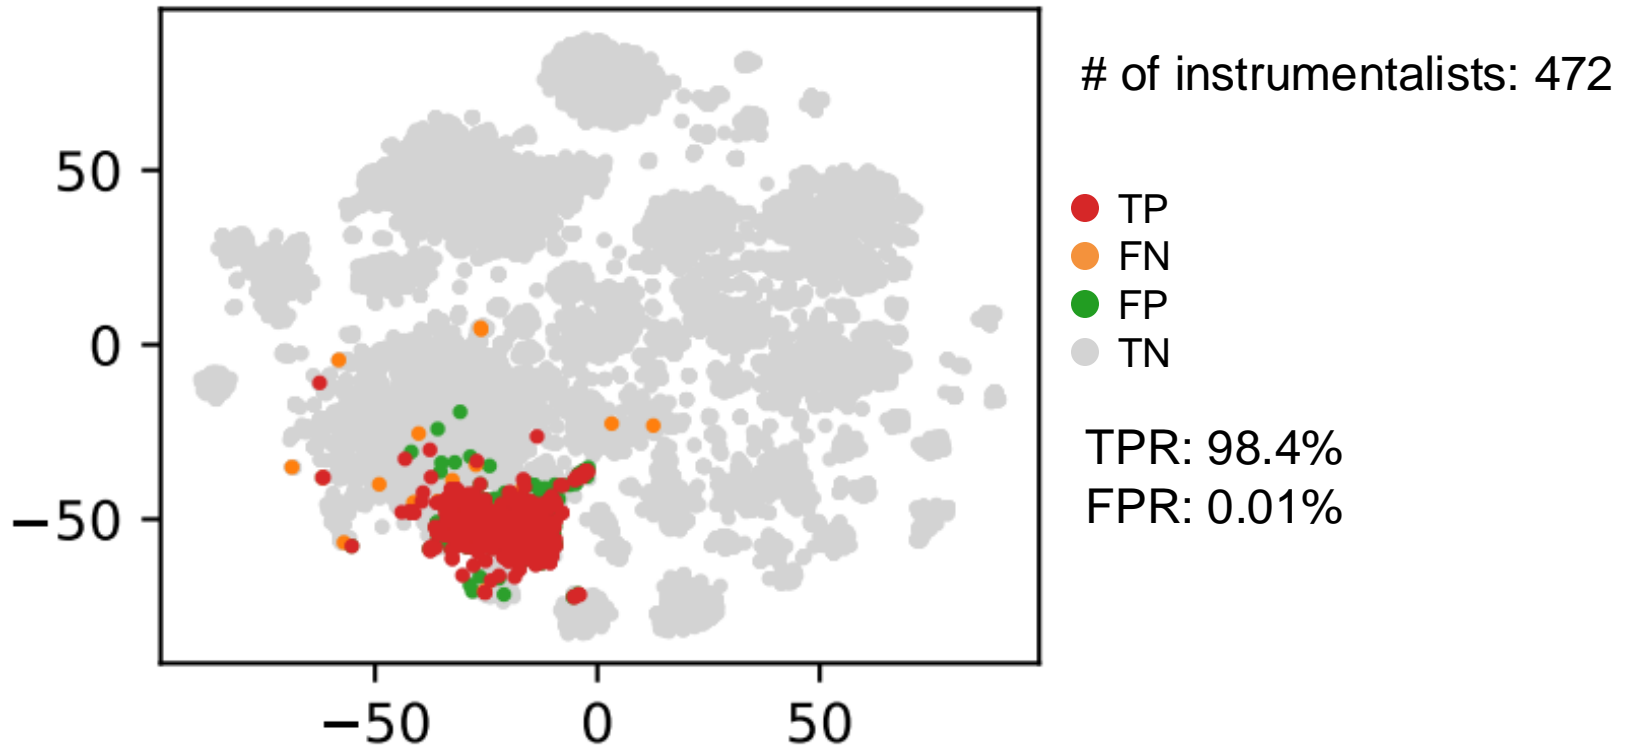 # of instrumentalists: 472
50
0
−50
−50
0
50
TP
FN
FP
TN
TPR: 98.4%
FPR: 0.01%